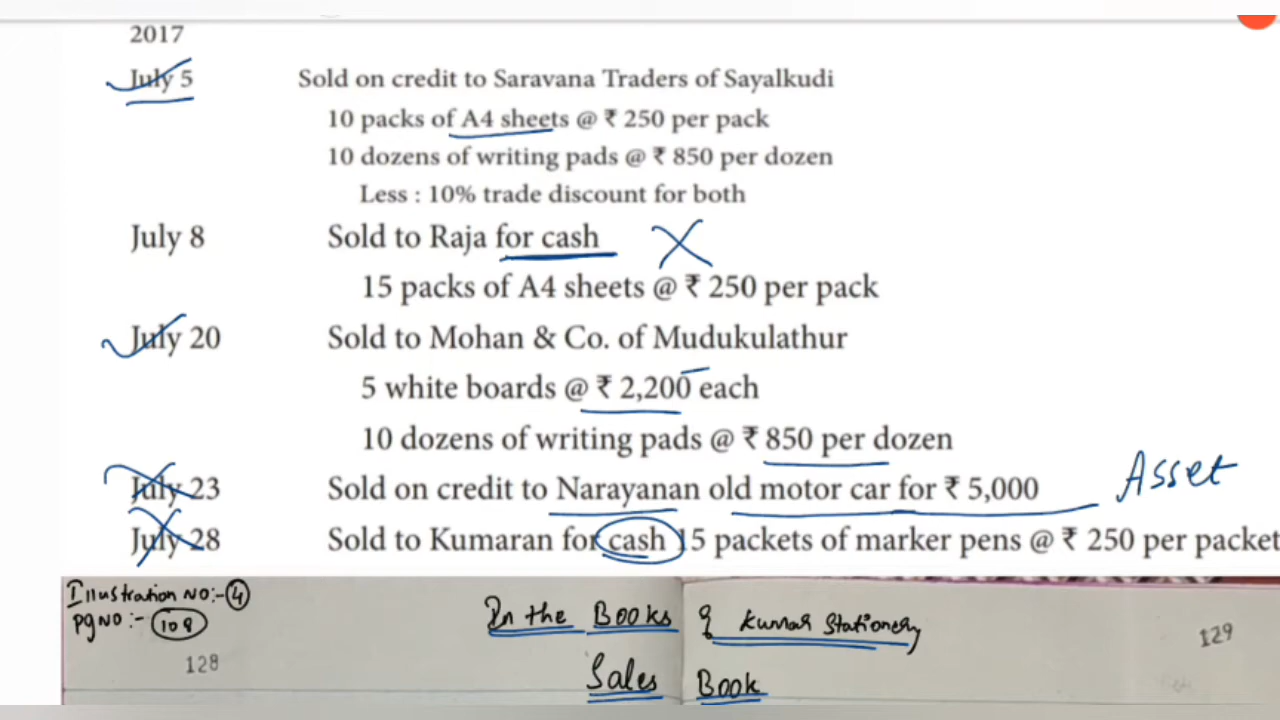 2017
July 5 Sold on credit to Saravana Traders of Sayalkudi
10 packs of A4 sheets @ ₹ 250 per pack
10 dozens of writing pads @ ₹ 850 per dozen
Less : 10% trade discount for both
July 8 Sold to Raja for cash
15 packs of A4 sheets @ ₹ 250 per pack
July 20 Sold to Mohan & Co. of Mudukulathur
5 white boards @ ₹ 2,200 each
10 dozens of writing pads @ ₹ 850 per dozen
July 23 Sold on credit to Narayanan old motor car for ₹ 5,000 Asset
July 28 Sold to Kumaran for cash 15 packets of marker pens @ ₹ 250 per packet
Illustration NO:- 4
PgNO:- 108
In the Books of Kumar Stationery
128
129
Sales Book